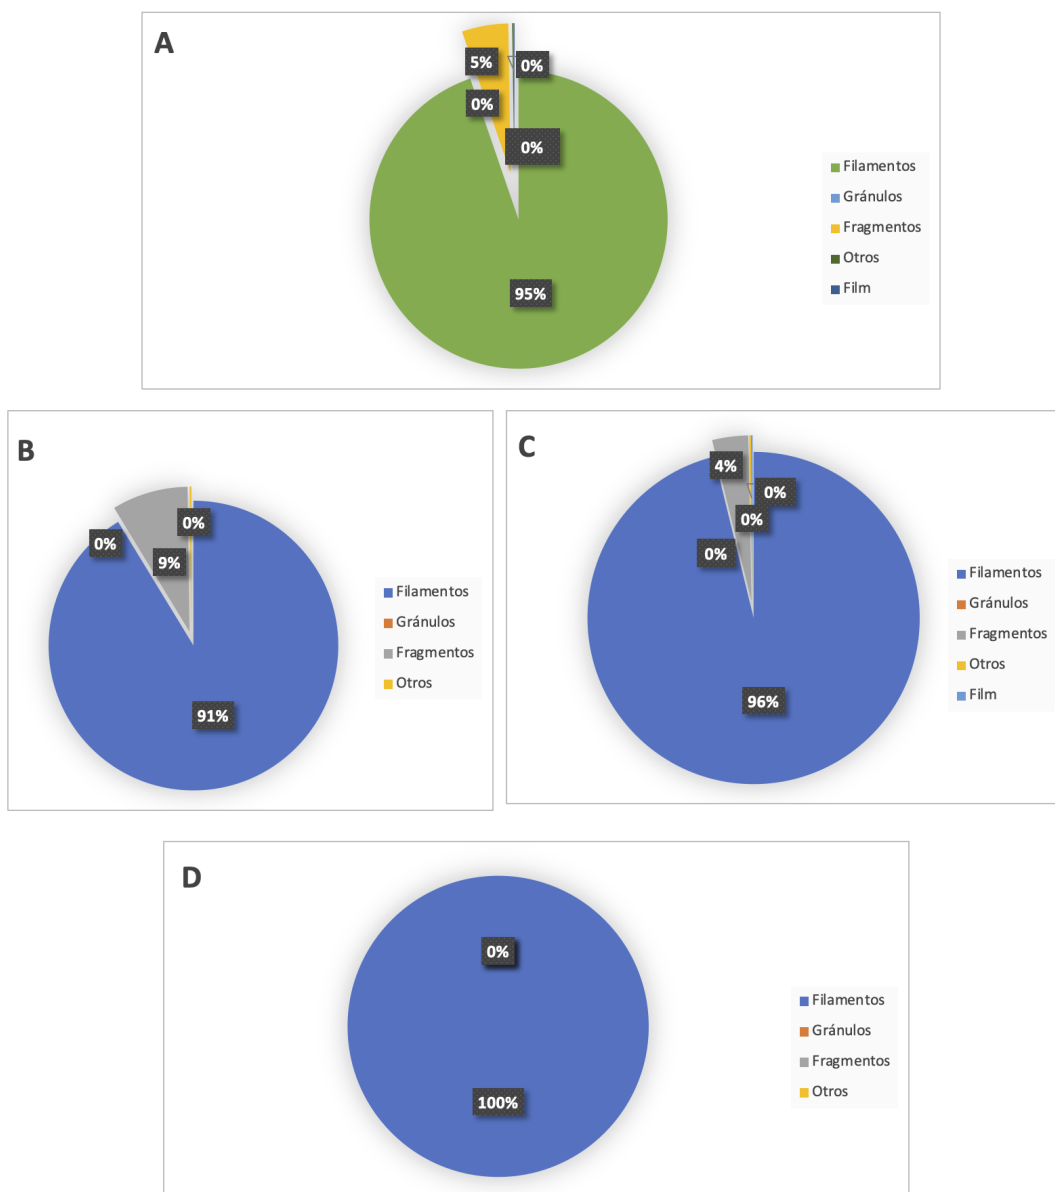 A
5%
0%
0%
0%
95%
Filamentos
Gránulos
Fragmentos
Otros
Film
B
0%
0%
9%
91%
Filamentos
Gránulos
Fragmentos
Otros
C
4%
0%
0%
0%
96%
Filamentos
Gránulos
Fragmentos
Otros
Film
D
0%
100%
Filamentos
Gránulos
Fragmentos
Otros